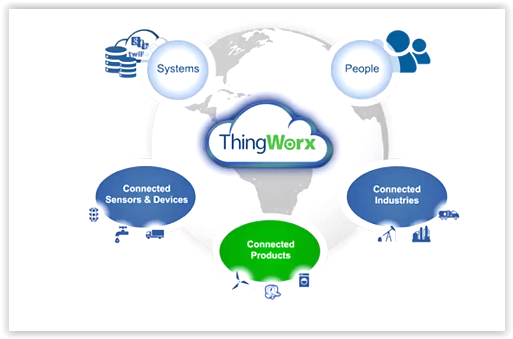 Systems
People
ThingWorx
Connected
Sensors & Devices
Connected
Industries
Connected
Products